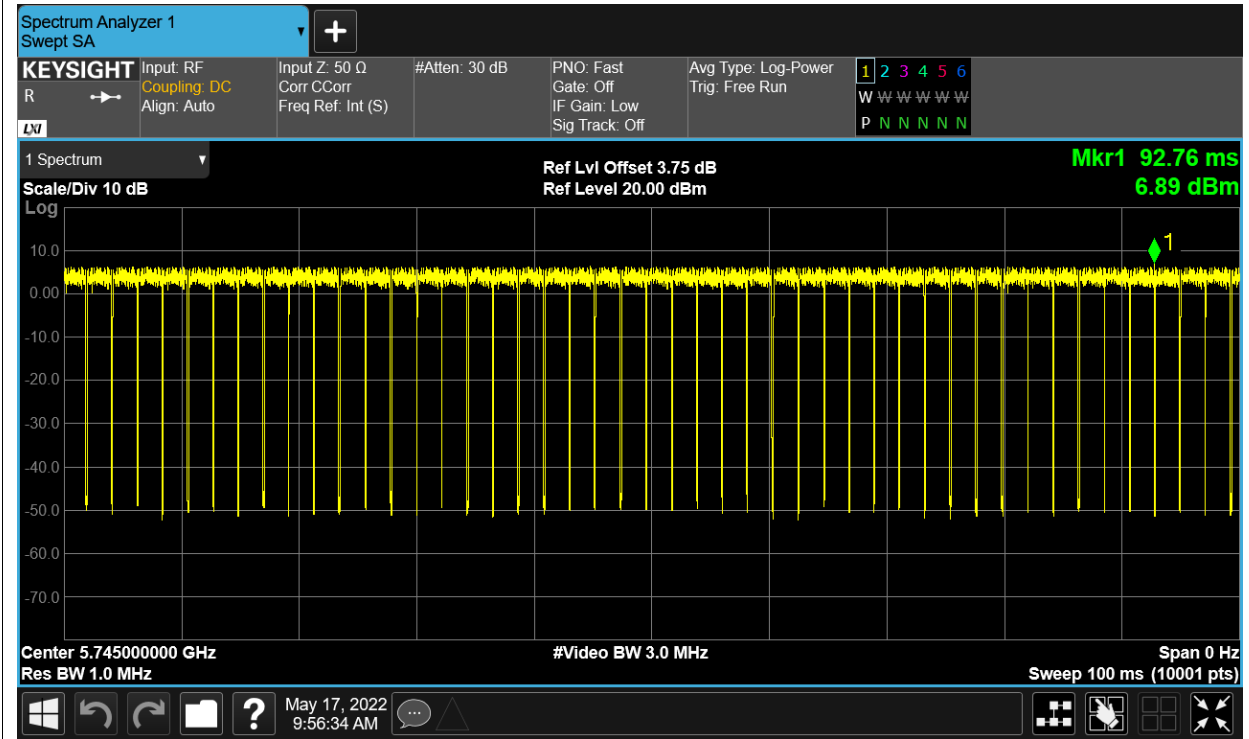 Spectrum Analyzer 1
Swept SA
KEYSIGHT
R
LXI
Input: RF
Coupling: DC
Align: Auto
Input Z: 50 Ω
Corr CCorr
Freq Ref: Int (S)
#Atten: 30 dB
PNO: Fast
Gate: Off
IF Gain: Low
Sig Track: Off
Avg Type: Log-Power
Trig: Free Run
1 2 3 4 5 6
W W W W W W
P N N N N N
1 Spectrum
Scale/Div 10 dB
Log
Ref Lvl Offset 3.75 dB
Ref Level 20.00 dBm
Mkr1 92.76 ms
6.89 dBm
1
10.0
0.00
-10.0
-20.0
-30.0
-40.0
-50.0
-60.0
-70.0
Center 5.745000000 GHz
Res BW 1.0 MHz
#Video BW 3.0 MHz
Span 0 Hz
Sweep 100 ms (10001 pts)
?
May 17, 2022
9:56:34 AM